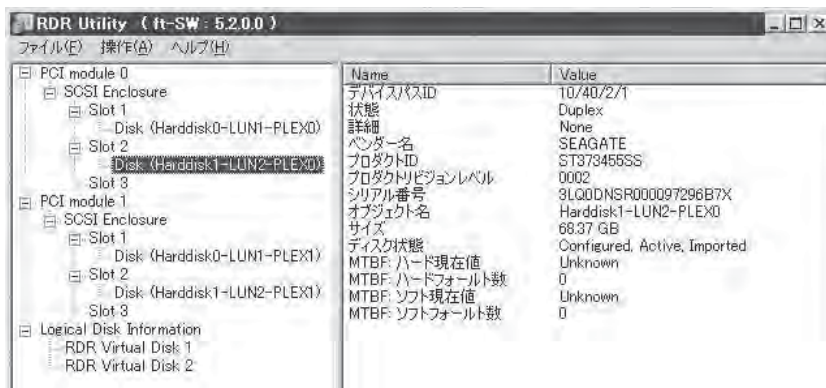 RDR Utility ( ft-SW : 5.2.0.0 )
ファイル(F) 操作(A) ヘルプ(H)
PCI module 0
SCSI Enclosure
Slot 1
Disk (Harddisk0-LUN1-PLEX0)
Slot 2
Disk (Harddisk1-LUN2-PLEX0)
Slot 3
PCI module 1
SCSI Enclosure
Slot 1
Disk (Harddisk0-LUN1-PLEX1)
Slot 2
Disk (Harddisk1-LUN2-PLEX1)
Slot 3
Logical Disk Information
RDR Virtual Disk 1
RDR Virtual Disk 2
Name Value
デバイスパスID 10/40/2/1
状態 Duplex
詳細 None
ベンダー名 SEAGATE
プロダクトID ST373455SS
プロダクトリビジョンレベル 0002
シリアル番号 3LQ0DNSR000097296B7X
オブジェクト名 Harddisk1-LUN2-PLEX0
サイズ 68.37 GB
ディスク状態 Configured, Active, Imported
MTBF: ハード現在値 Unknown
MTBF: ハードフォールト数 0
MTBF: ソフト現在値 Unknown
MTBF: ソフトフォールト数 0